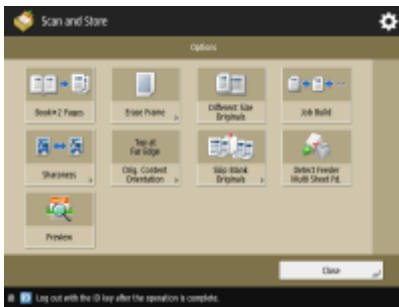 Scan and Store
Options
Book▸2 Pages
Erase Frame
Different Size
Originals
Job Build
Sharpness
Top at
Far Edge
Orig. Content
Orientation
Skip Blank
Originals
Detect Feeder
Multi Sheet Fd.
Preview
Close
Log out with the ID key after the operation is complete.